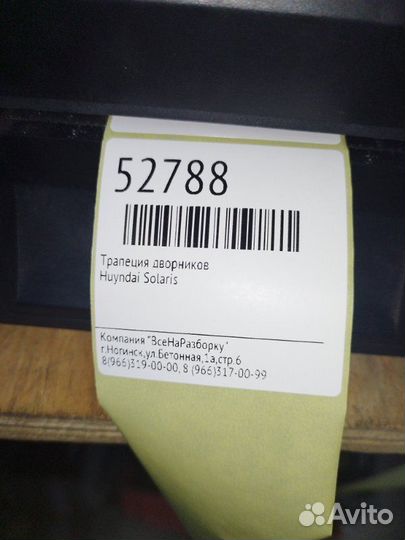 52788
Трапеция дворников
Huyndai Solaris
Компания "ВсеНаРазборку"
г.Ногинск,ул.Бетонная,1а,стр.6
8(966)319-00-00, 8 (966)317-00-99
Avito